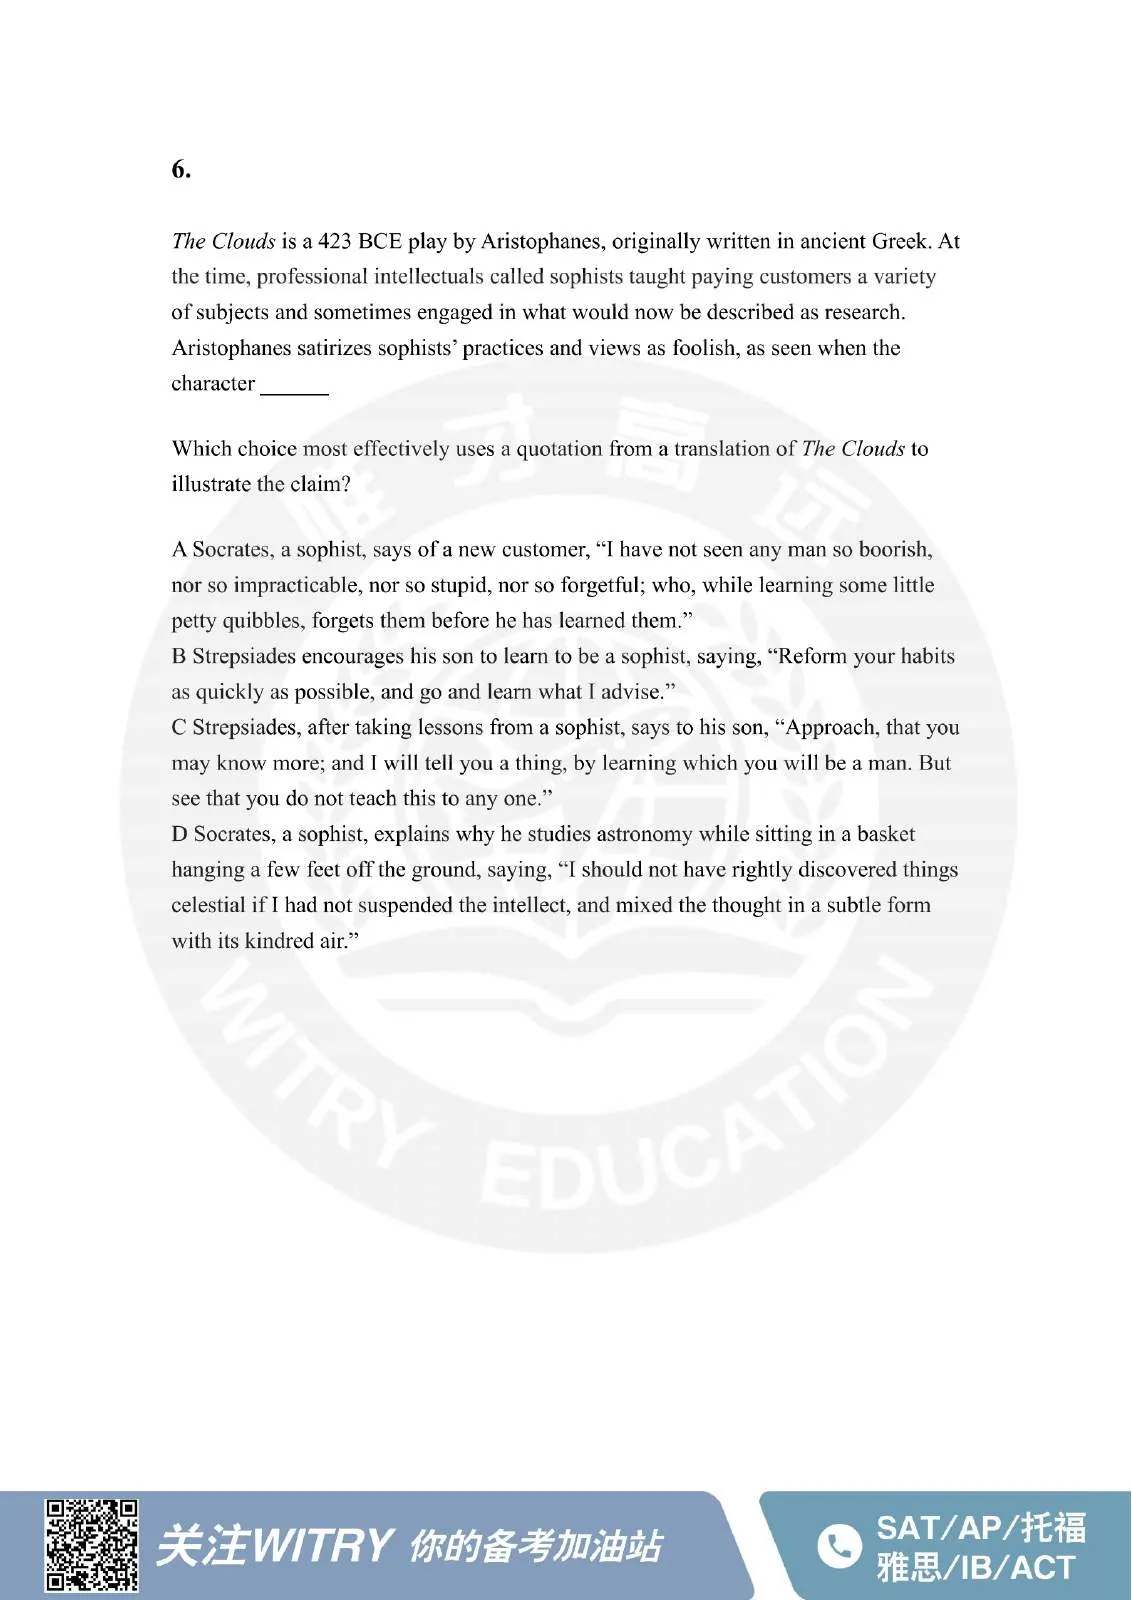 6.
The Clouds is a 423 BCE play by Aristophanes, originally written in ancient Greek. At
the time, professional intellectuals called sophists taught paying customers a variety
of subjects and sometimes engaged in what would now be described as research.
Aristophanes satirizes sophists’ practices and views as foolish, as seen when the
character ______
Which choice most effectively uses a quotation from a translation of The Clouds to
illustrate the claim?
A Socrates, a sophist, says of a new customer, “I have not seen any man so boorish,
nor so impracticable, nor so stupid, nor so forgetful; who, while learning some little
petty quibbles, forgets them before he has learned them.”
B Strepsiades encourages his son to learn to be a sophist, saying, “Reform your habits
as quickly as possible, and go and learn what I advise.”
C Strepsiades, after taking lessons from a sophist, says to his son, “Approach, that you
may know more; and I will tell you a thing, by learning which you will be a man. But
see that you do not teach this to any one.”
D Socrates, a sophist, explains why he studies astronomy while sitting in a basket
hanging a few feet off the ground, saying, “I should not have rightly discovered things
celestial if I had not suspended the intellect, and mixed the thought in a subtle form
with its kindred air.”
惟才高远
WITRY EDUCATION
关注WITRY 你的备考加油站
SAT/AP/托福
雅思/IB/ACT